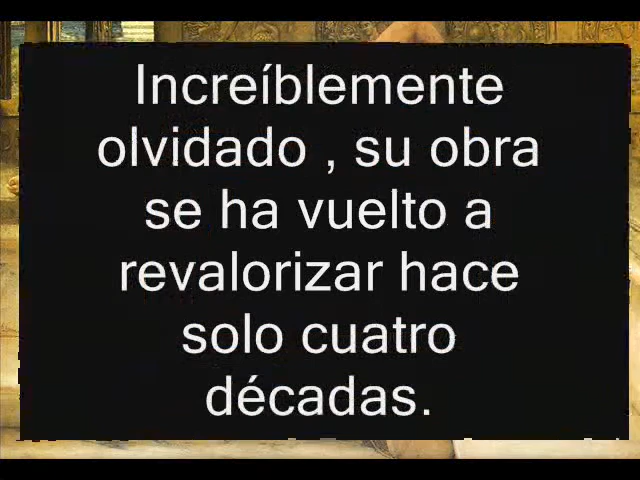 Increíblemente
olvidado , su obra
se ha vuelto a
revalorizar hace
solo cuatro
décadas.